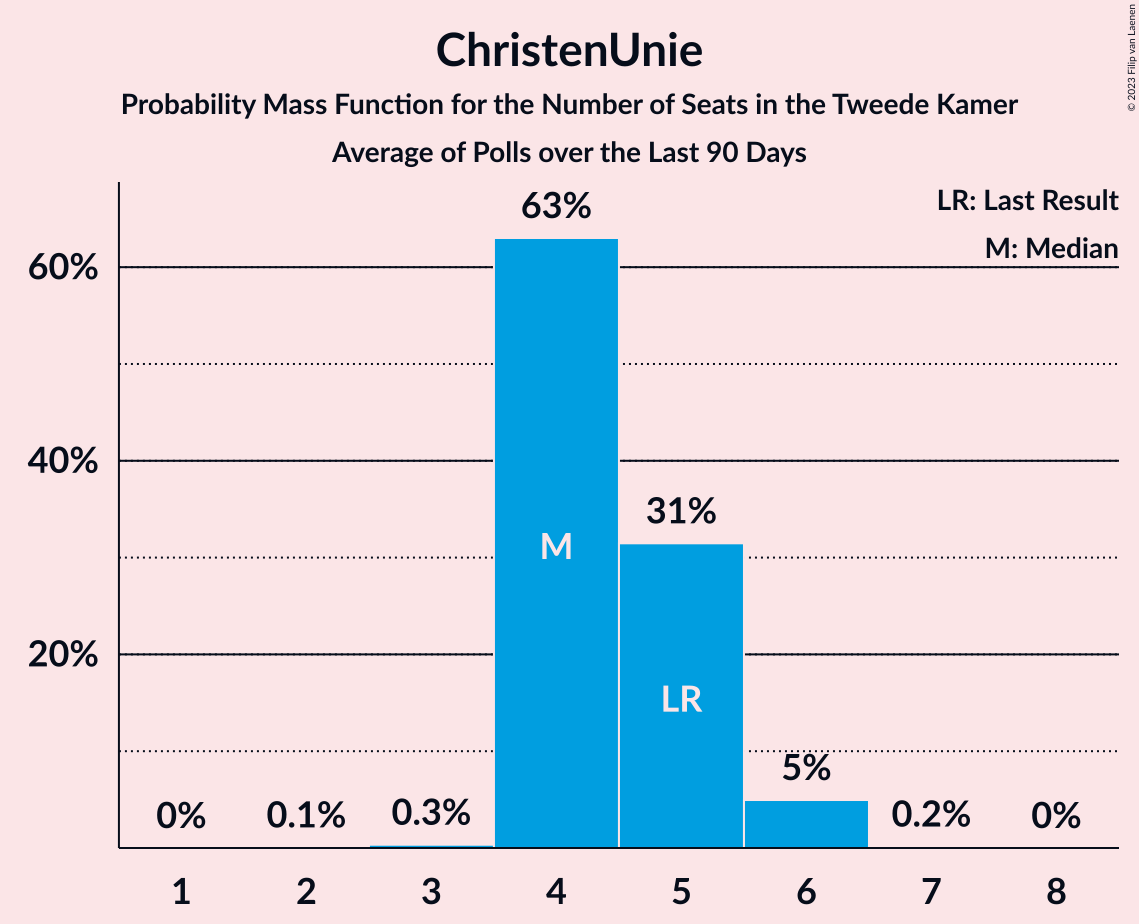 ChristenUnie
Probability Mass Function for the Number of Seats in the Tweede Kamer
Average of Polls over the Last 90 Days
© 2023 Filip van Laenen
LR: Last Result
M: Median
60%
40%
20%
0%
0.1%
0.3%
63%
31%
5%
0.2%
0%
M
LR
1 2 3 4 5 6 7 8